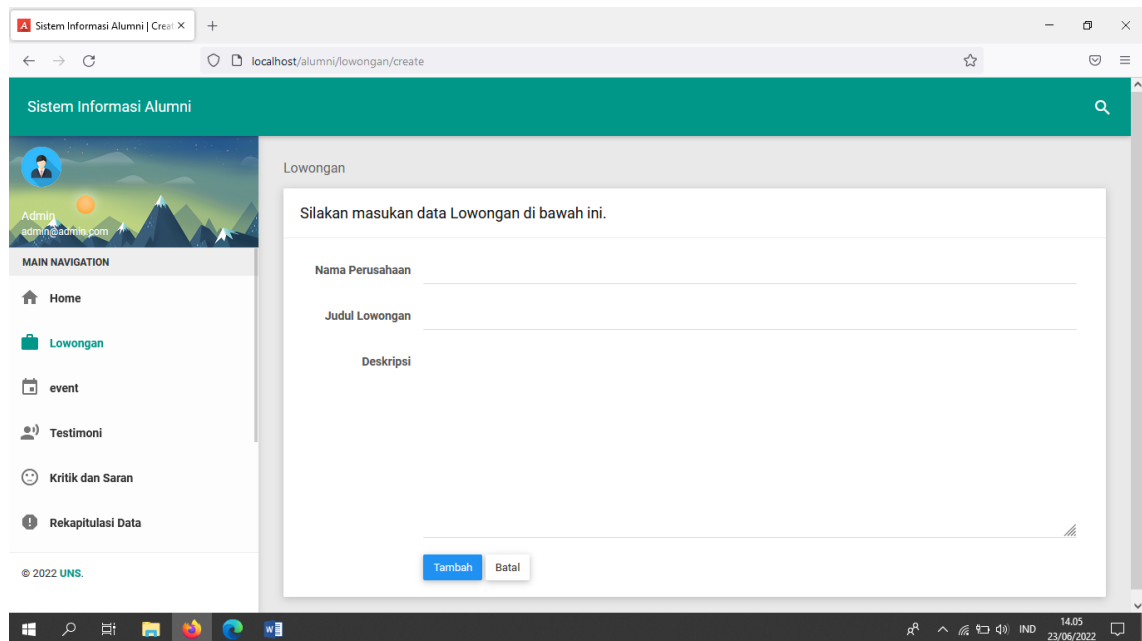 Sistem Informasi Alumni | Creat
localhost/alumni/lowongan/create
Sistem Informasi Alumni
Admin
admin@admin.com
MAIN NAVIGATION
Home
Lowongan
event
Testimoni
Kritik dan Saran
Rekapitulasi Data
© 2022 UNS.
Lowongan
Silakan masukan data Lowongan di bawah ini.
Nama Perusahaan
Judul Lowongan
Deskripsi
Tambah Batal
IND
14.05
23/06/2022